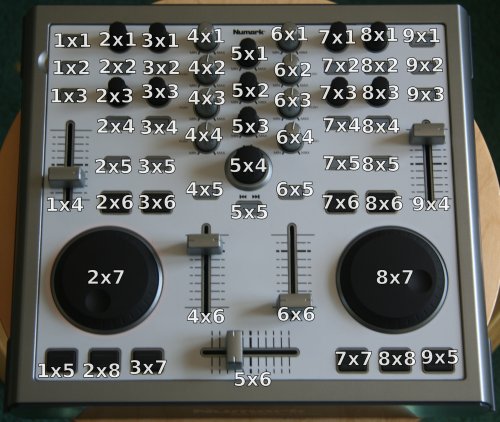 Numark
1x1 2x1 3x1 4x1 5x1 6x1 7x1 8x1 9x1
1x2 2x2 3x2 4x2 5x2 6x2 7x2 8x2 9x2
1x3 2x3 3x3 4x3 5x3 6x3 7x3 8x3 9x3
2x4 3x4 4x4 5x4 6x4 7x4 8x4
2x5 3x5 4x5 6x5 7x5 8x5
1x4 2x6 3x6 5x5 7x6 8x6 9x4
2x7 8x7
4x6 6x6
1x5 2x8 3x7 5x6 7x7 8x8 9x5
Numark